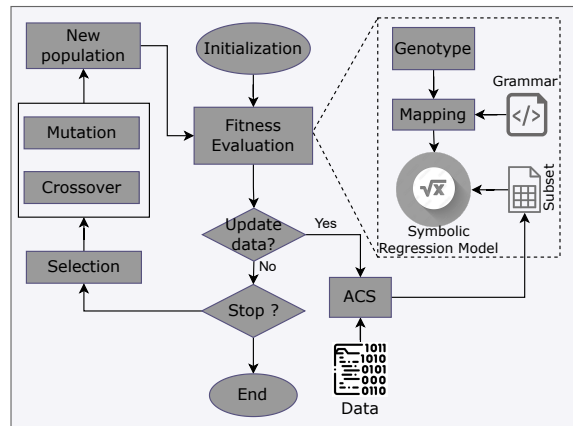 New
population
Initialization
Genotype
Grammar
</>
Mutation
Fitness
Evaluation
Mapping
Crossover
√x
Subset
Update
data?
Yes
Symbolic
Regression Model
Selection
No
Stop ?
ACS
1011
1010
0101
000
0110
End
Data